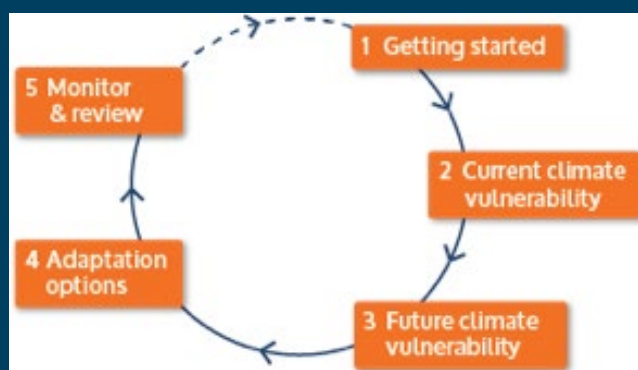 1 Getting started
2 Current climate
vulnerability
3 Future climate
vulnerability
4 Adaptation
options
5 Monitor
& review